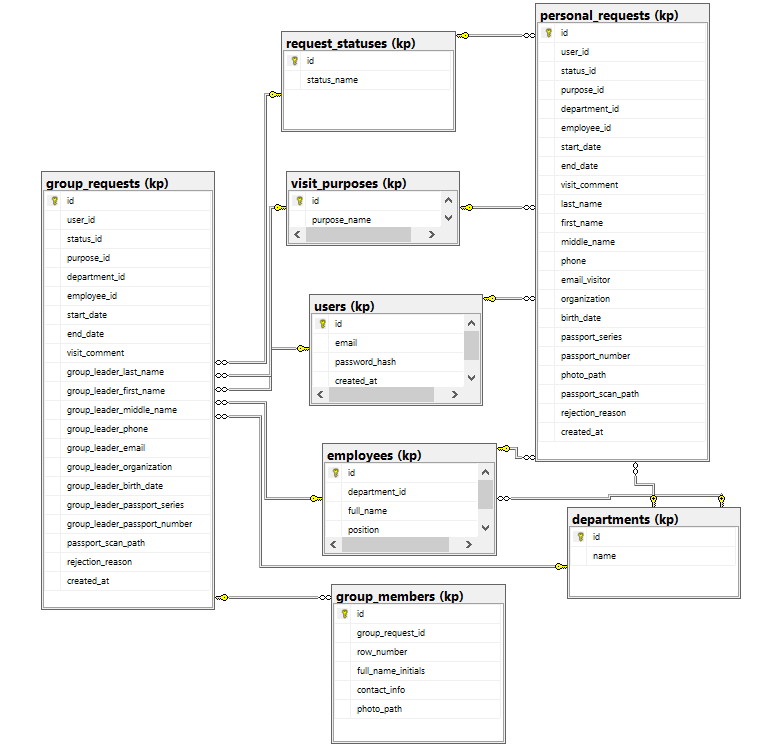 request_statuses (kp)
id
status_name
personal_requests (kp)
id
user_id
status_id
purpose_id
department_id
employee_id
start_date
end_date
visit_comment
last_name
first_name
middle_name
phone
email_visitor
organization
birth_date
passport_series
passport_number
photo_path
passport_scan_path
rejection_reason
created_at
group_requests (kp)
id
user_id
status_id
purpose_id
department_id
employee_id
start_date
end_date
visit_comment
group_leader_last_name
group_leader_first_name
group_leader_middle_name
group_leader_phone
group_leader_email
group_leader_organization
group_leader_birth_date
group_leader_passport_series
group_leader_passport_number
passport_scan_path
rejection_reason
created_at
visit_purposes (kp)
id
purpose_name
users (kp)
id
email
password_hash
created_at
employees (kp)
id
department_id
full_name
position
departments (kp)
id
name
group_members (kp)
id
group_request_id
row_number
full_name_initials
contact_info
photo_path